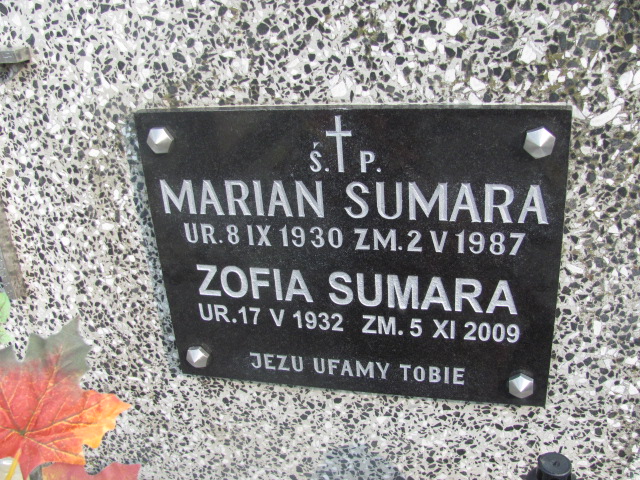 Ś. P.
MARIAN SUMARA
UR. 8 IX 1930 ZM. 2 V 1987
ZOFIA SUMARA
UR. 17 V 1932 ZM. 5 XI 2009
JEZU UFAMY TOBIE